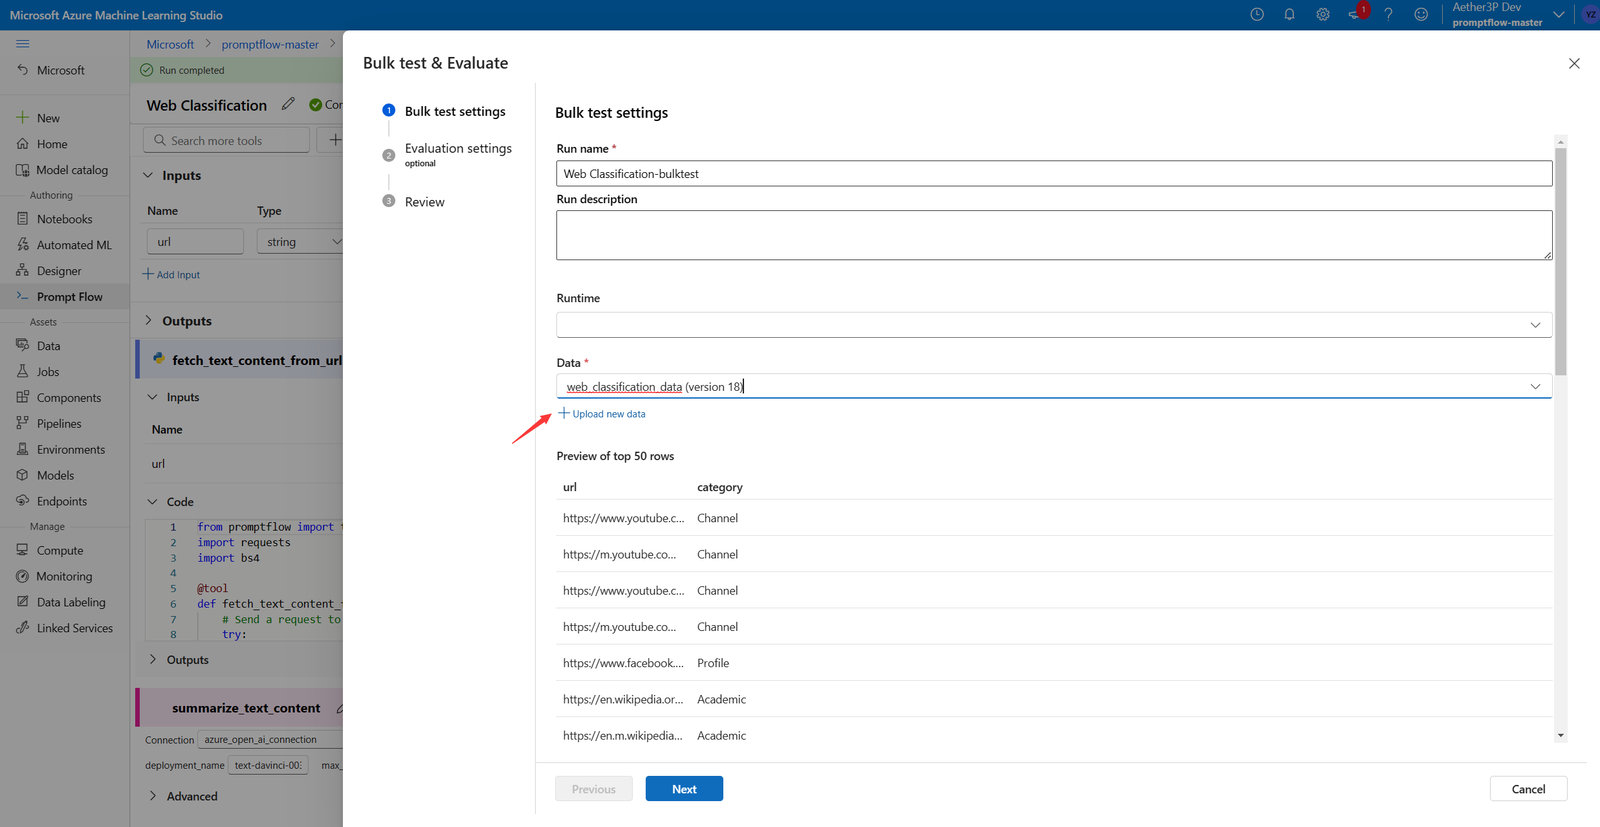 Microsoft Azure Machine Learning Studio
1
Aether3P Dev
promptflow-master
YZ
Microsoft
New
Home
Model catalog
Authoring
Notebooks
Automated ML
Designer
Prompt Flow
Assets
Data
Jobs
Components
Pipelines
Environments
Models
Endpoints
Manage
Compute
Monitoring
Data Labeling
Linked Services
Microsoft > promptflow-master >
Run completed
Web Classification
Search more tools
Inputs
Name Type
url string
Add Input
Outputs
fetch_text_content_from_url
Inputs
Name
url
Code
1 from promptflow import
2 import requests
3 import bs4
4
5 @tool
6 def fetch_text_content_
7 # Send a request to
8 try:
Outputs
summarize_text_content
Connection azure_open_ai_connection
deployment_name text-davinci-00 max_
Advanced
Bulk test & Evaluate
1 Bulk test settings
2 Evaluation settings
optional
3 Review
Bulk test settings
Run name *
Web Classification-bulktest
Run description
Runtime
Data *
web_classification_data (version 18)
Upload new data
Preview of top 50 rows
url category
https://www.youtube.c... Channel
https://m.youtube.co... Channel
https://www.youtube.c... Channel
https://m.youtube.co... Channel
https://www.facebook.... Profile
https://en.wikipedia.or... Academic
https://en.m.wikipedia... Academic
Previous
Next
Cancel